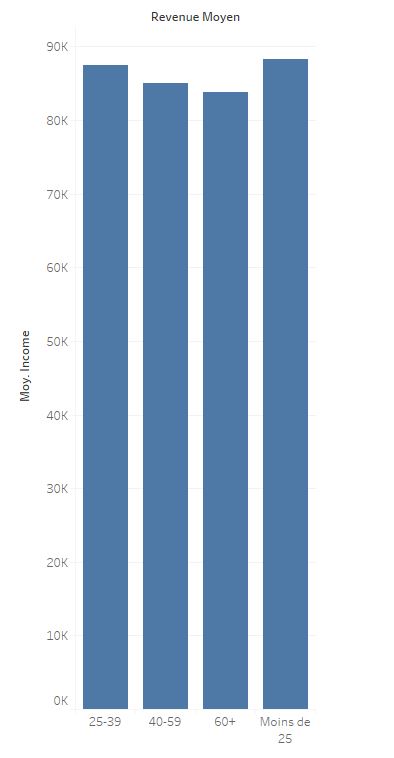 Revenue Moyen
90K
80K
70K
60K
50K
40K
30K
20K
10K
0K
Moy. Income
25-39
40-59
60+
Moins de
25